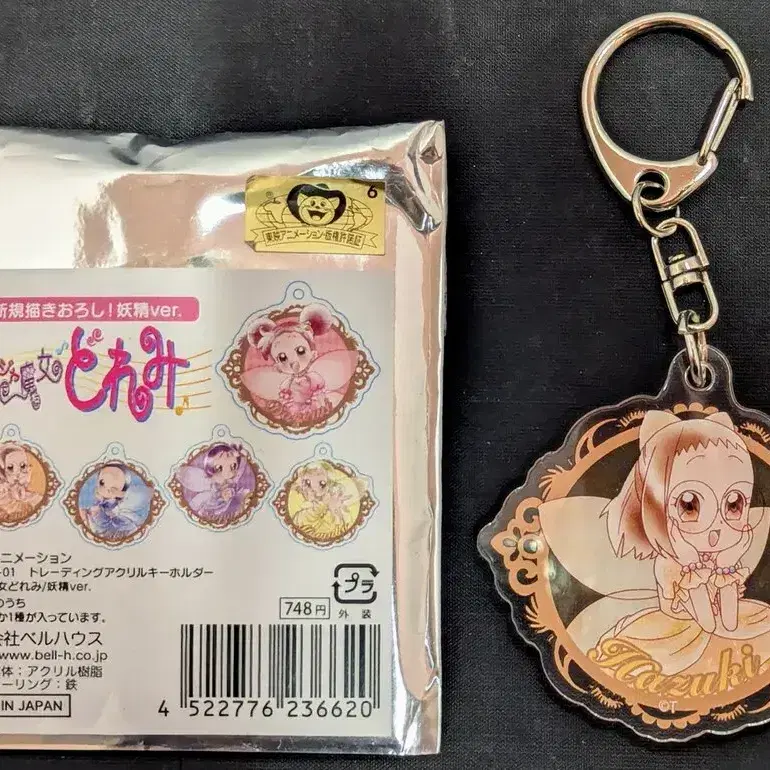 6
東映アニメーション・版権許諾証
新規描きおろし！妖精ver.
魔女
どれみ
ニメーション
-01 トレーディングアクリルキーホルダー
女どれみ/妖精ver.
のうち
か1種が入っています。
会社ベルハウス
www.bell-h.co.jp
体：アクリル樹脂
ーリング：鉄
IN JAPAN
748円
プラ
外装
4 522776 236620
Hazuki
©T